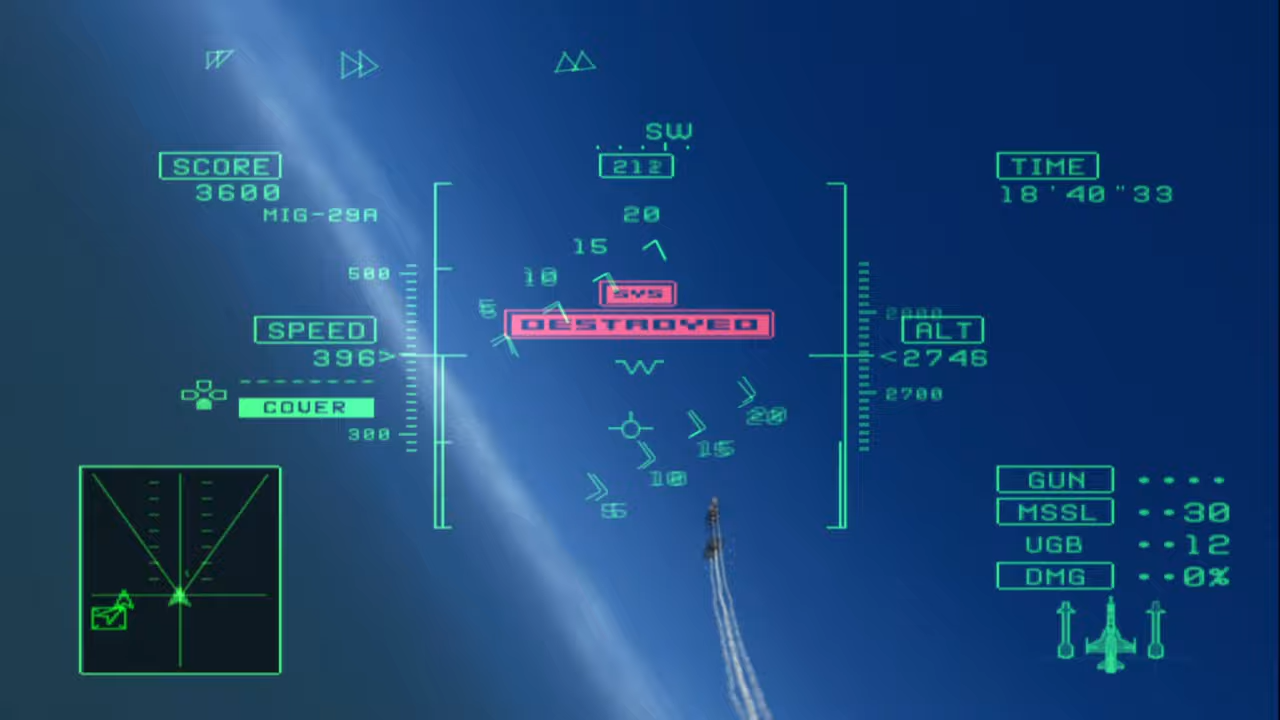 SW
SCORE
212
TIME
3600
18'40"33
MIG-29A
20
15
10
5
500
SYS
2800
SPEED
DESTROYED
ALT
396>
<2746
2700
COVER
300
20
15
10
5
GUN
MSSL
30
UGB
12
DMG
0%